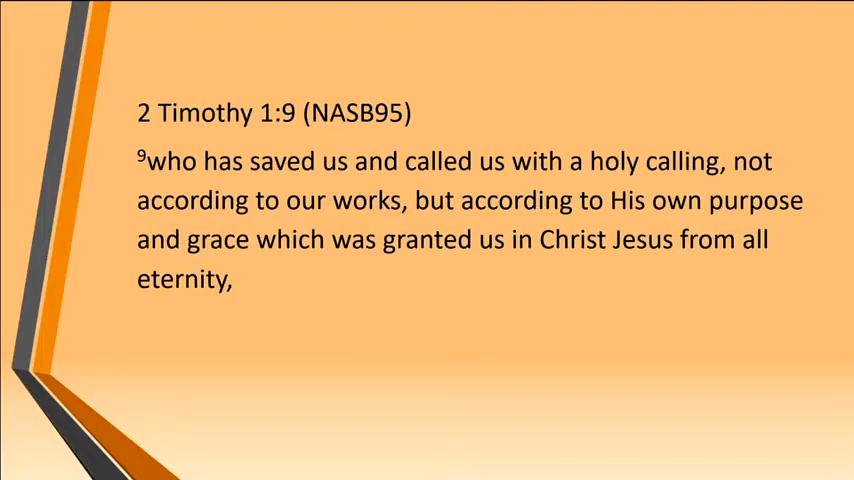 2 Timothy 1:9 (NASB95)
⁹who has saved us and called us with a holy calling, not
according to our works, but according to His own purpose
and grace which was granted us in Christ Jesus from all
eternity,